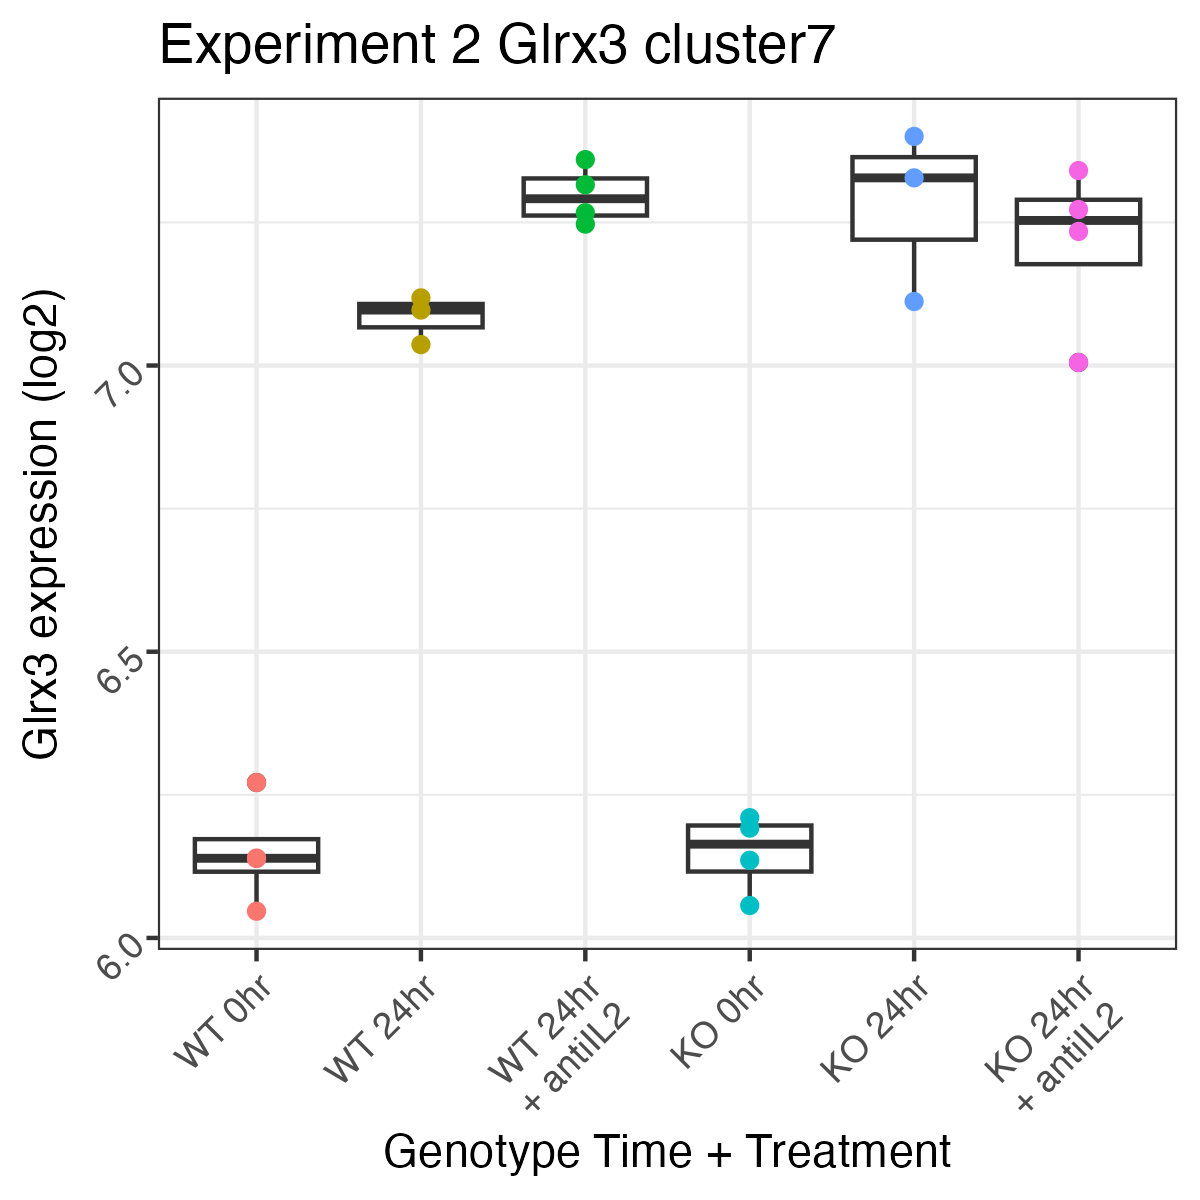 Experiment 2 Glrx3 cluster7
Glrx3 expression (log2)
7.0
6.5
6.0
WT 0hr
WT 24hr
WT 24hr
+ antiIL2
KO 0hr
KO 24hr
KO 24hr
+ antiIL2
Genotype Time + Treatment